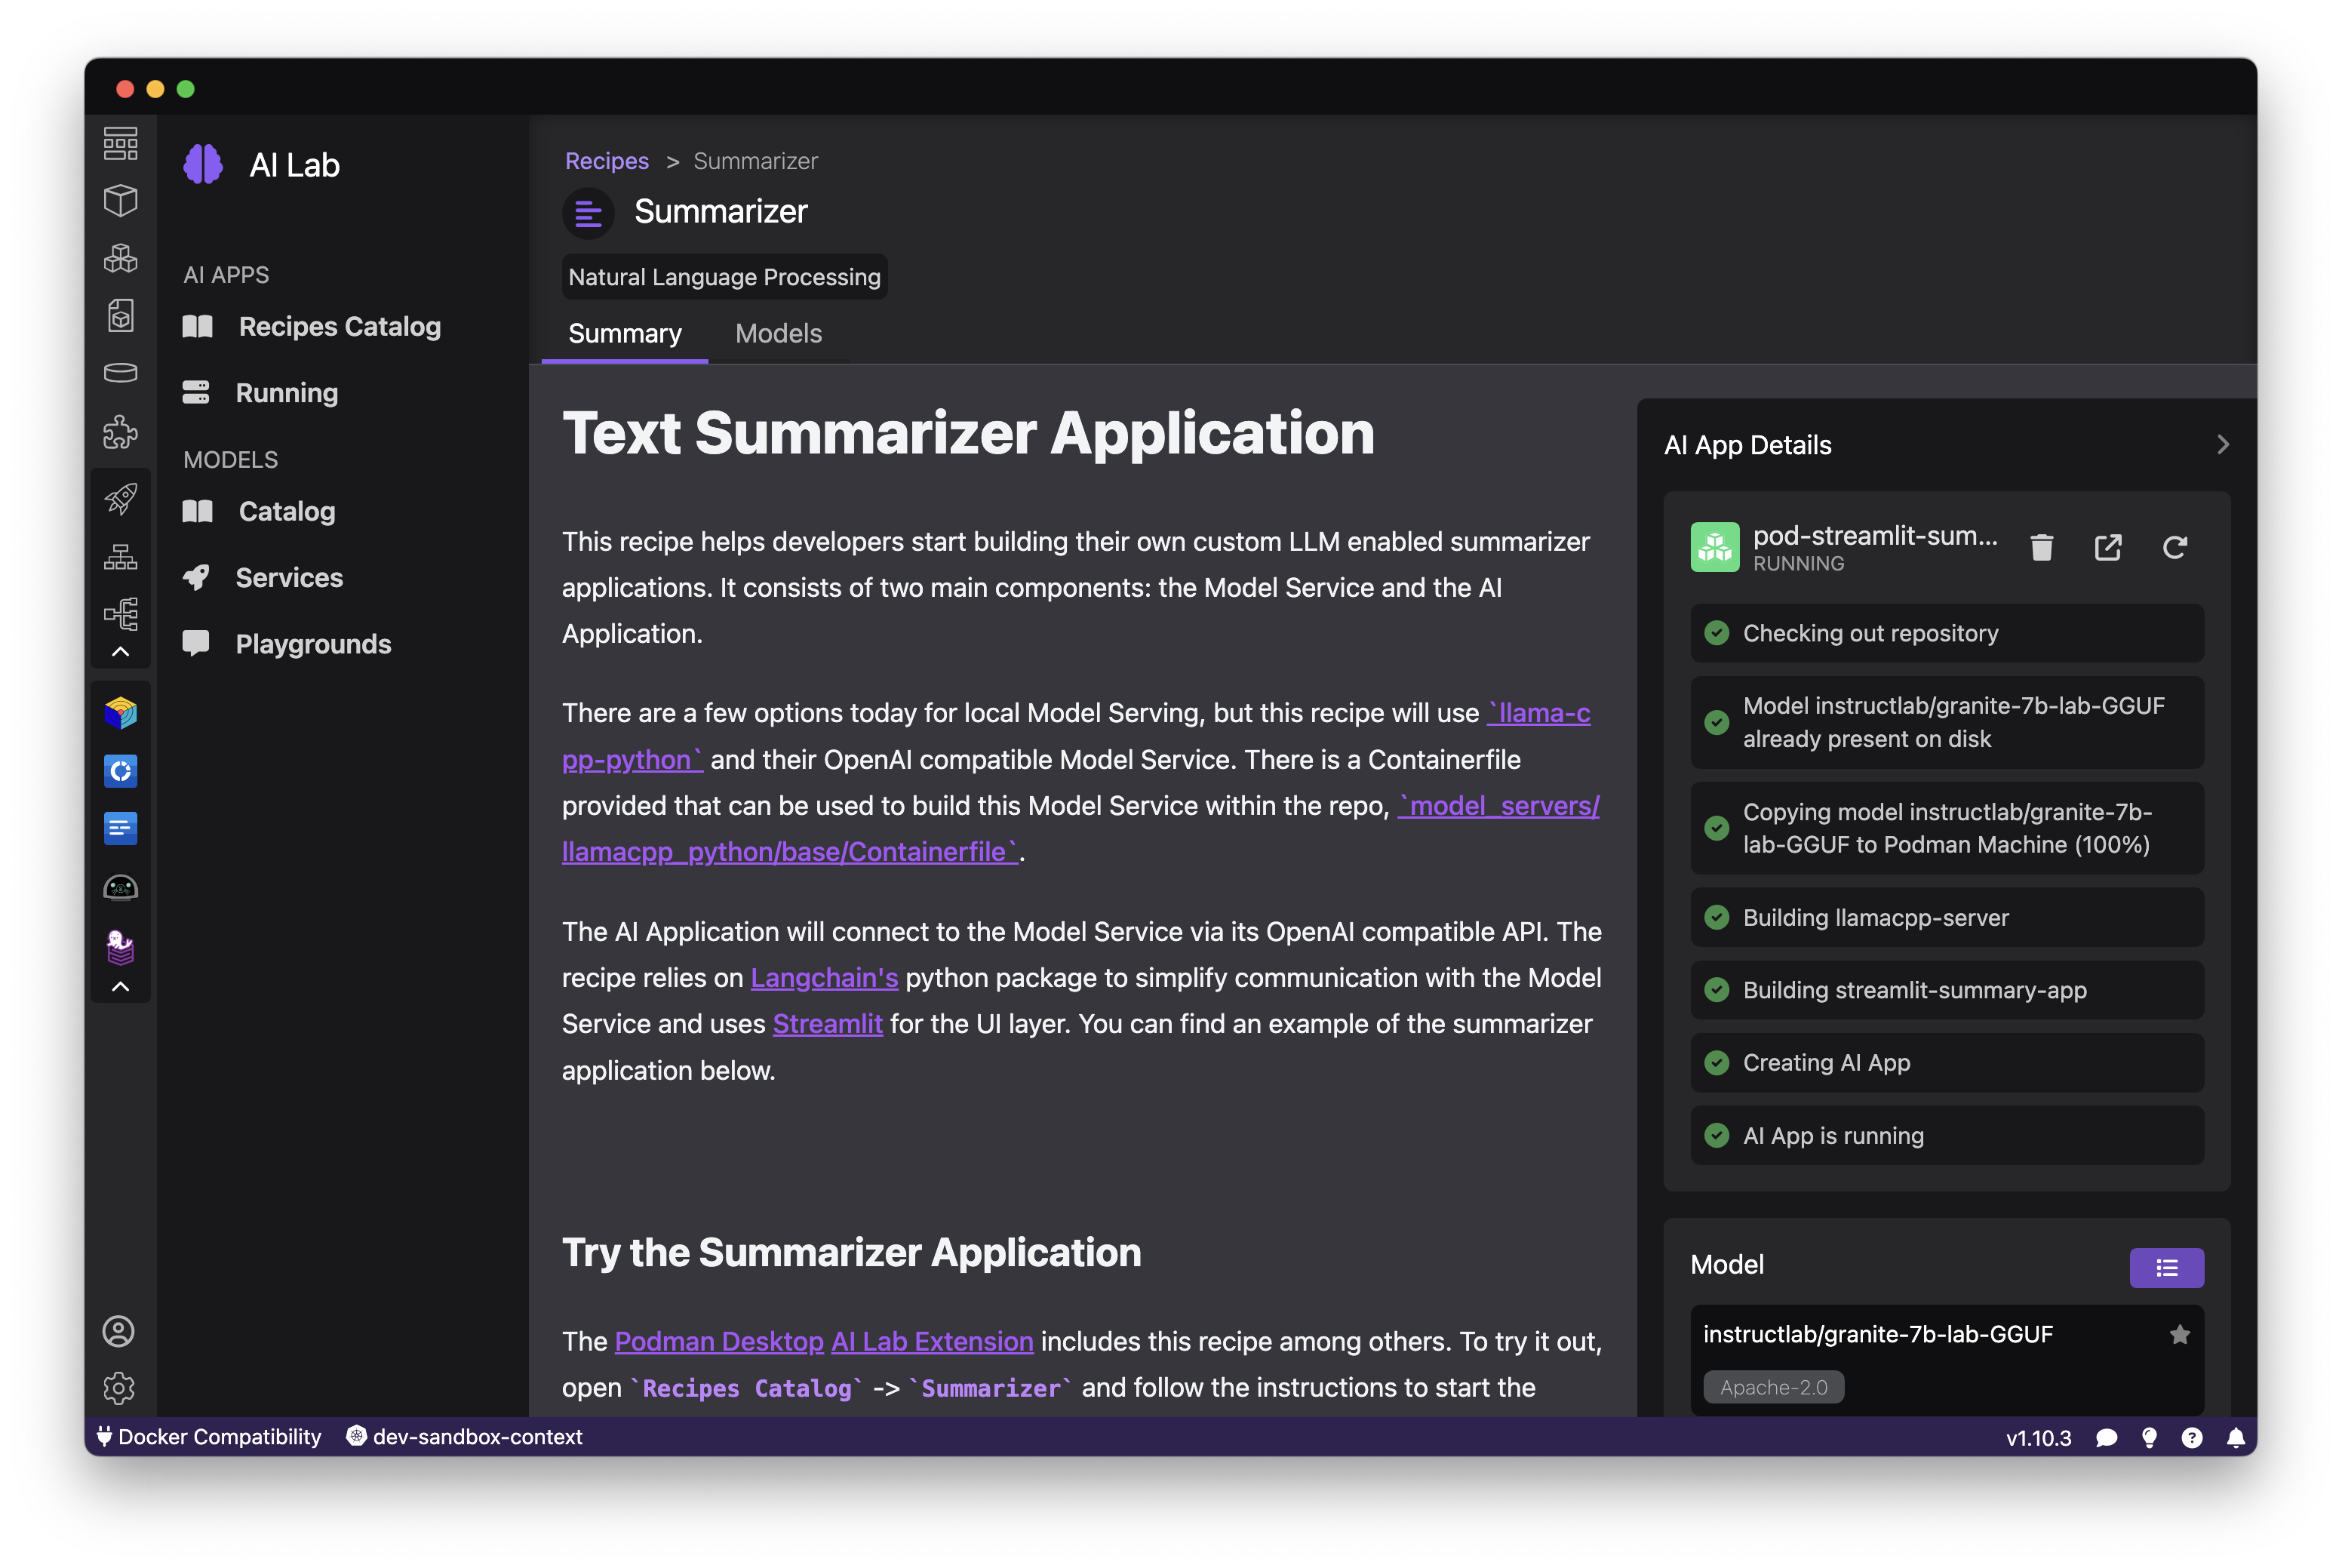 AI Lab
AI APPS
Recipes Catalog
Running
MODELS
Catalog
Services
Playgrounds
Recipes > Summarizer
Summarizer
Natural Language Processing
Summary Models
Text Summarizer Application
This recipe helps developers start building their own custom LLM enabled summarizer
applications. It consists of two main components: the Model Service and the AI
Application.
There are a few options today for local Model Serving, but this recipe will use `llama-c
pp-python` and their OpenAI compatible Model Service. There is a Containerfile
provided that can be used to build this Model Service within the repo, `model_servers/
llamacpp_python/base/Containerfile`.
The AI Application will connect to the Model Service via its OpenAI compatible API. The
recipe relies on Langchain's python package to simplify communication with the Model
Service and uses Streamlit for the UI layer. You can find an example of the summarizer
application below.
Try the Summarizer Application
The Podman Desktop AI Lab Extension includes this recipe among others. To try it out,
open `Recipes Catalog` -> `Summarizer` and follow the instructions to start the
AI App Details
pod-streamlit-sum...
RUNNING
Checking out repository
Model instructlab/granite-7b-lab-GGUF
already present on disk
Copying model instructlab/granite-7b-
lab-GGUF to Podman Machine (100%)
Building llamacpp-server
Building streamlit-summary-app
Creating AI App
AI App is running
Model
instructlab/granite-7b-lab-GGUF
Apache-2.0
Docker Compatibility dev-sandbox-context
v1.10.3